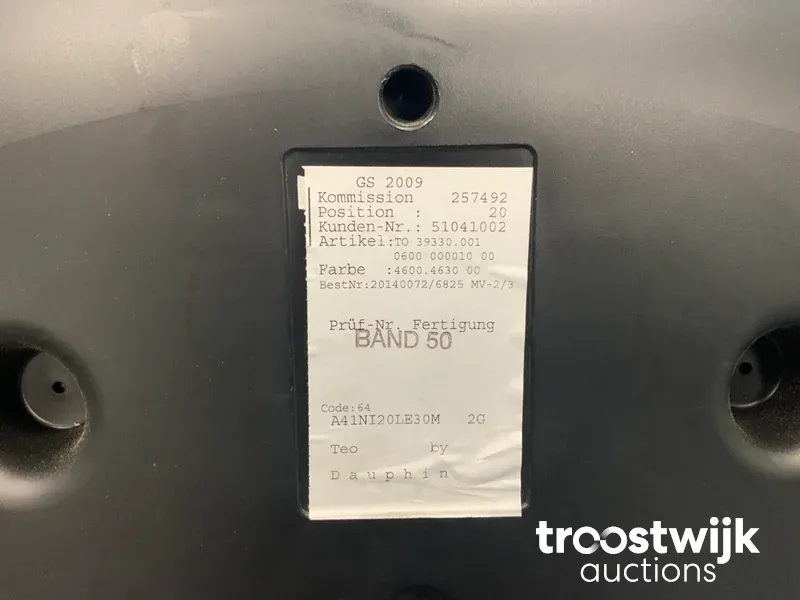 GS 2009
Kommission 257492
Position : 20
Kunden-Nr.: 51041002
Artikel:TO 39330.001
0600 000010 00
Farbe :4600.4630 00
BestNr:20140072/6825 MV-2/3
Prüf-Nr. Fertigung
BAND 50
Code:64
A41NI20LE30M 2G
Teo by
Dauphin
troostwijk
auctions